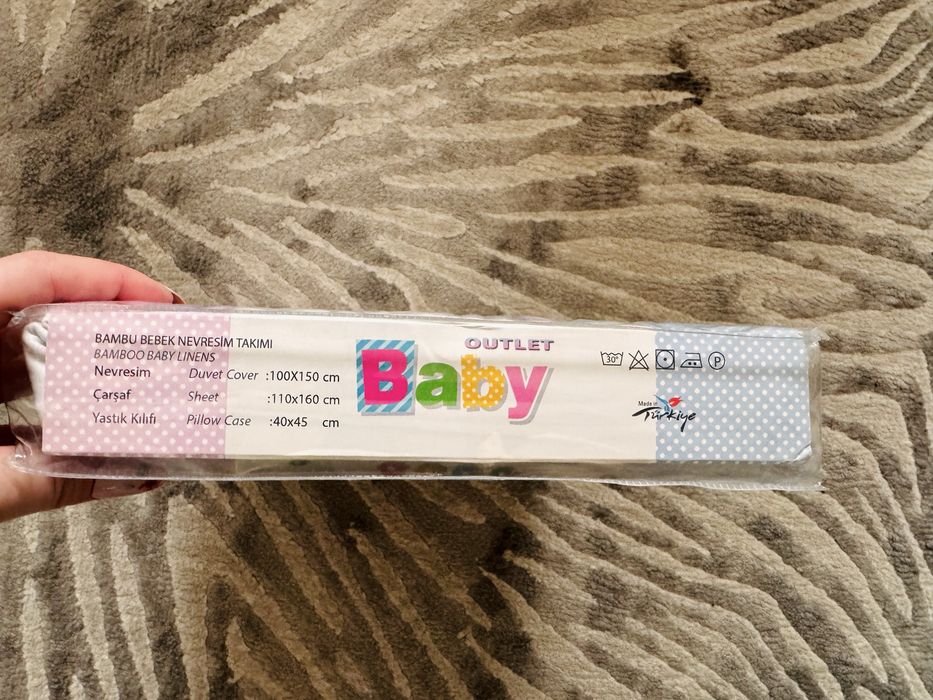 BAMBU BEBEK NEVRESİM TAKIMI
BAMBOO BABY LINENS
Nevresim Duvet Cover :100X150 cm
Çarşaf Sheet :110x160 cm
Yastık Kılıfı Pillow Case :40x45 cm
OUTLET
Baby
30°
P
Made in
Türkiye